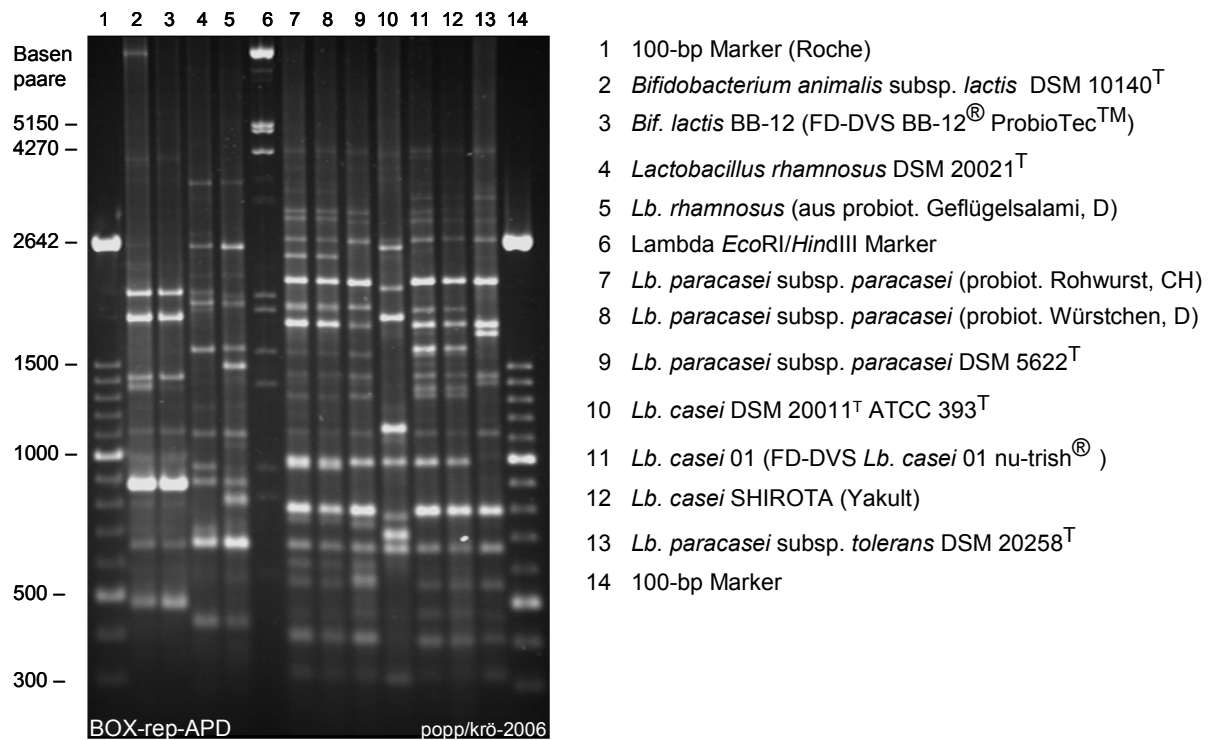 1 2 3 4 5 6 7 8 9 10 11 12 13 14
Basen
paare
5150 –
4270 –
2642 –
1500 –
1000 –
500 –
300 –
BOX-rep-APD popp/krö-2006
1 100-bp Marker (Roche)
2 Bifidobacterium animalis subsp. lactis DSM 10140T
3 Bif. lactis BB-12 (FD-DVS BB-12® ProbioTecTM)
4 Lactobacillus rhamnosus DSM 20021T
5 Lb. rhamnosus (aus probiot. Geflügelsalami, D)
6 Lambda EcoRI/HindIII Marker
7 Lb. paracasei subsp. paracasei (probiot. Rohwurst, CH)
8 Lb. paracasei subsp. paracasei (probiot. Würstchen, D)
9 Lb. paracasei subsp. paracasei DSM 5622T
10 Lb. casei DSM 20011T ATCC 393T
11 Lb. casei 01 (FD-DVS Lb. casei 01 nu-trish® )
12 Lb. casei SHIROTA (Yakult)
13 Lb. paracasei subsp. tolerans DSM 20258T
14 100-bp Marker